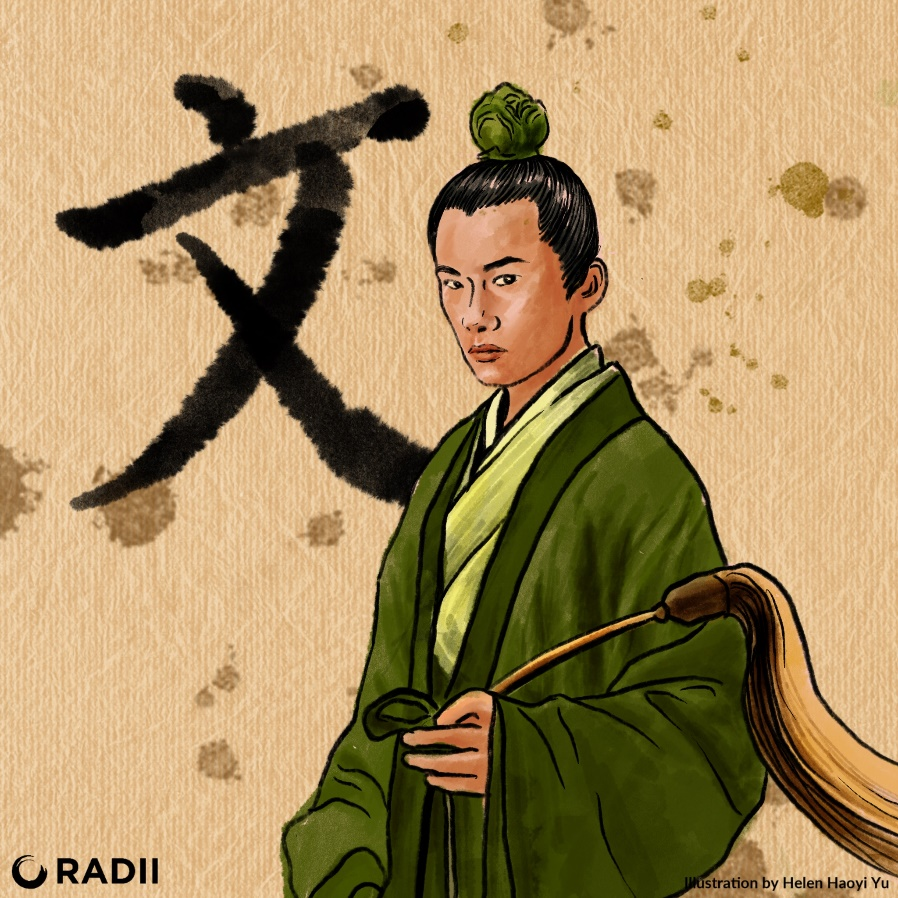 文
RADII
Illustration by Helen Haoyi Yu